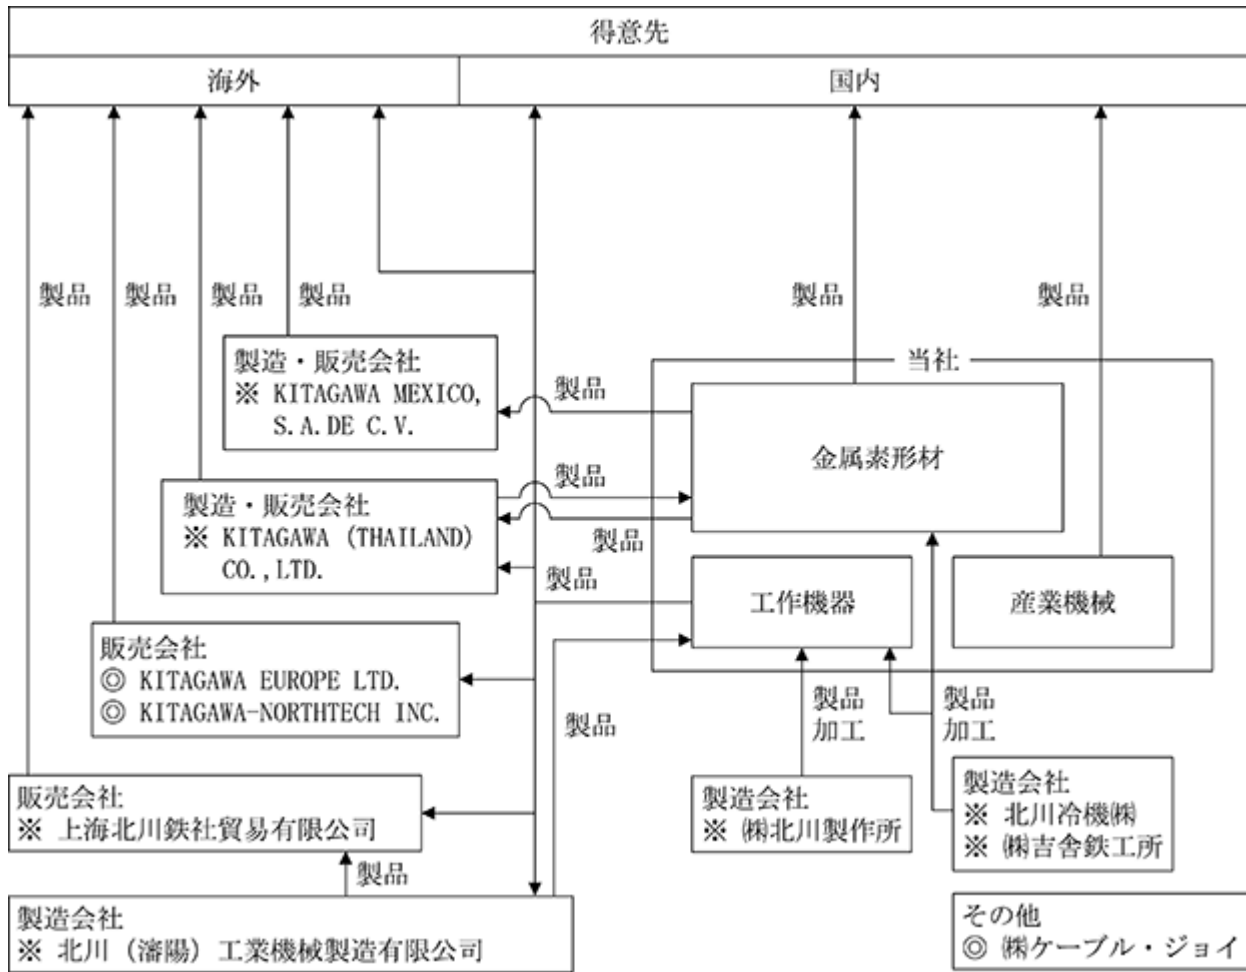 得意先
海外
国内
製品
製品
製品
製品
製品
製品
製造・販売会社
※ KITAGAWA MEXICO,
S.A.DE C.V.
製品
当社
金属素形材
製造・販売会社
※ KITAGAWA (THAILAND)
CO.,LTD.
製品
製品
製品
工作機器
産業機械
販売会社
◎ KITAGAWA EUROPE LTD.
◎ KITAGAWA-NORTHTECH INC.
製品
製品
加工
製品
加工
販売会社
※ 上海北川鉄社貿易有限公司
製造会社
※ ㈱北川製作所
製造会社
※ 北川冷機㈱
※ ㈱吉舎鉄工所
製品
製造会社
※ 北川（瀋陽）工業機械製造有限公司
その他
◎ ㈱ケーブル・ジョイ